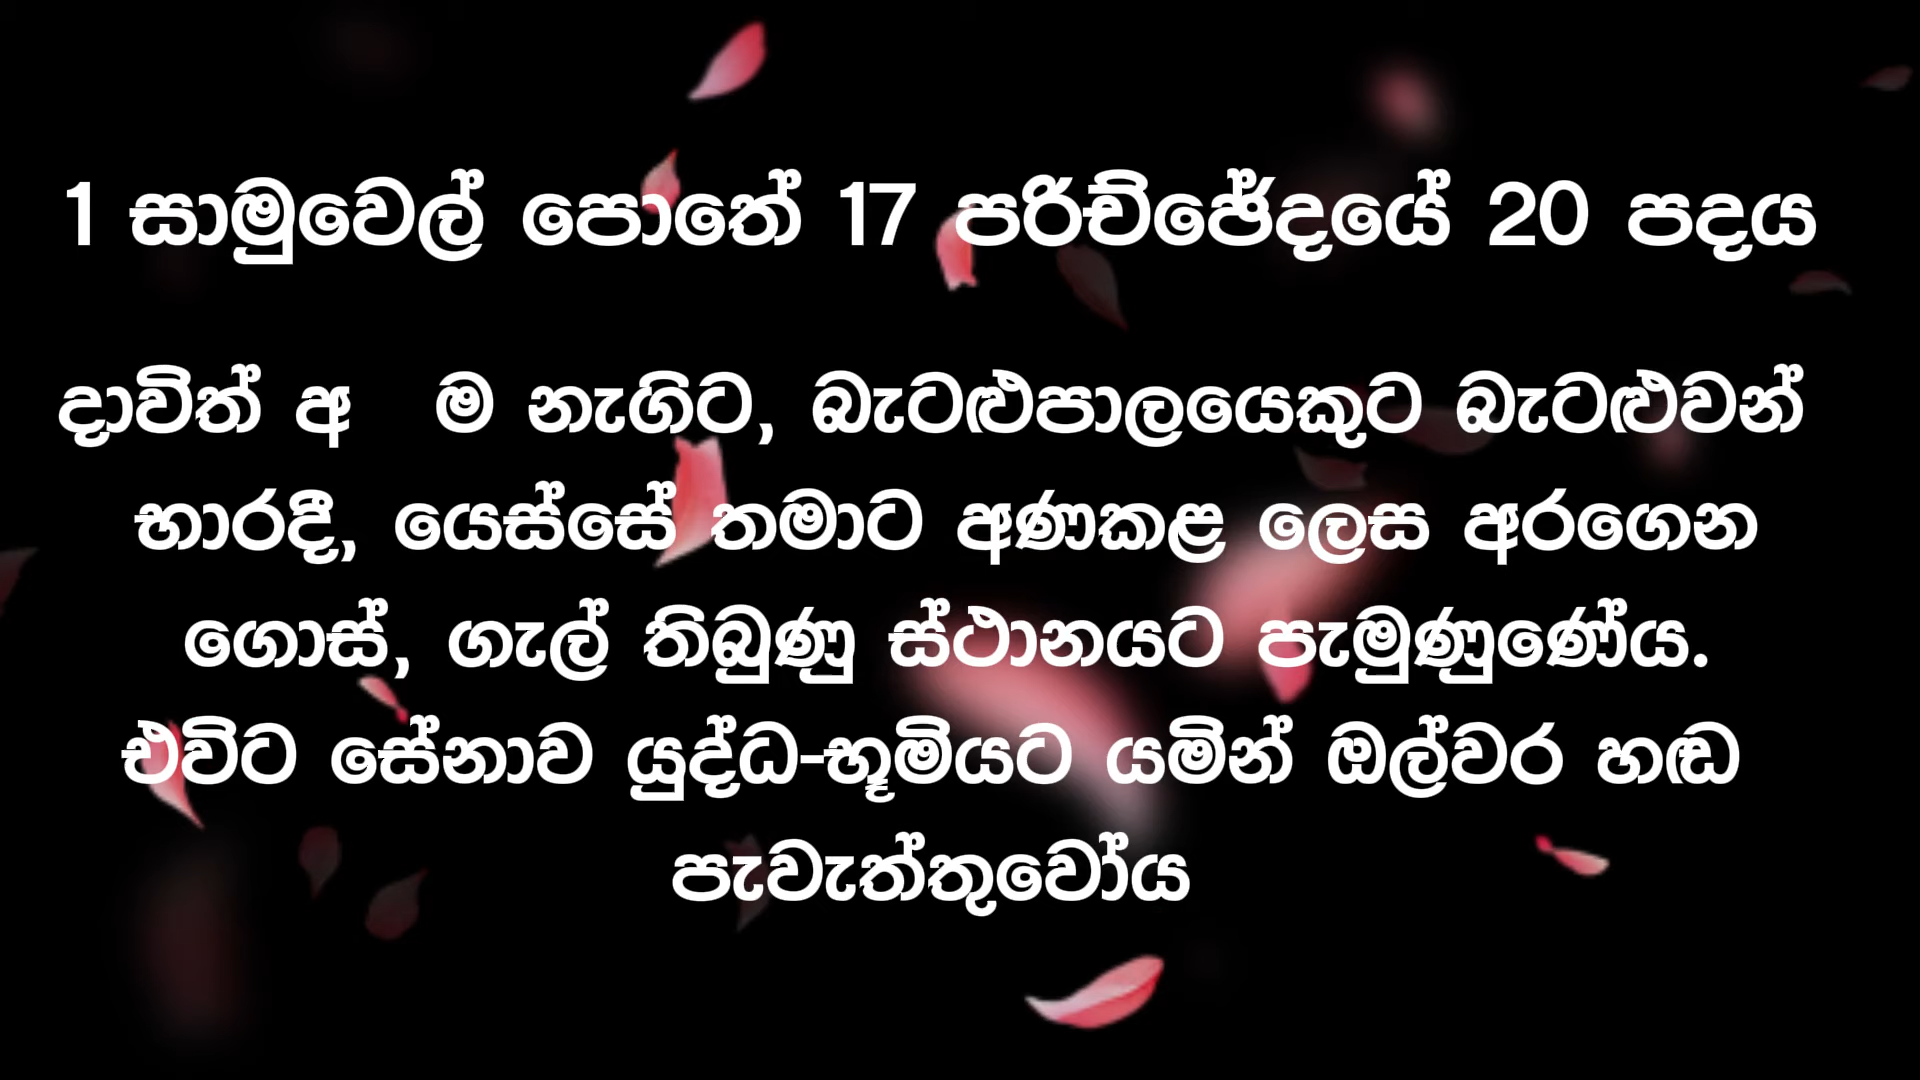 1 සාමුවෙල් පොතේ 17 පරිච්ඡේදයේ 20 පදය
දාවිත් අ ම නැගිට, බැටළුපාලයෙකුට බැටළුවන්
භාරදී, යෙස්සේ තමාට අණකළ ලෙස අරගෙන
ගොස්, ගැල් තිබුණු ස්ථානයට පැමුණුණේය.
එවිට සේනාව යුද්ධ-භූමියට යමින් ඔල්වර හඬ
පැවැත්තුවෝය